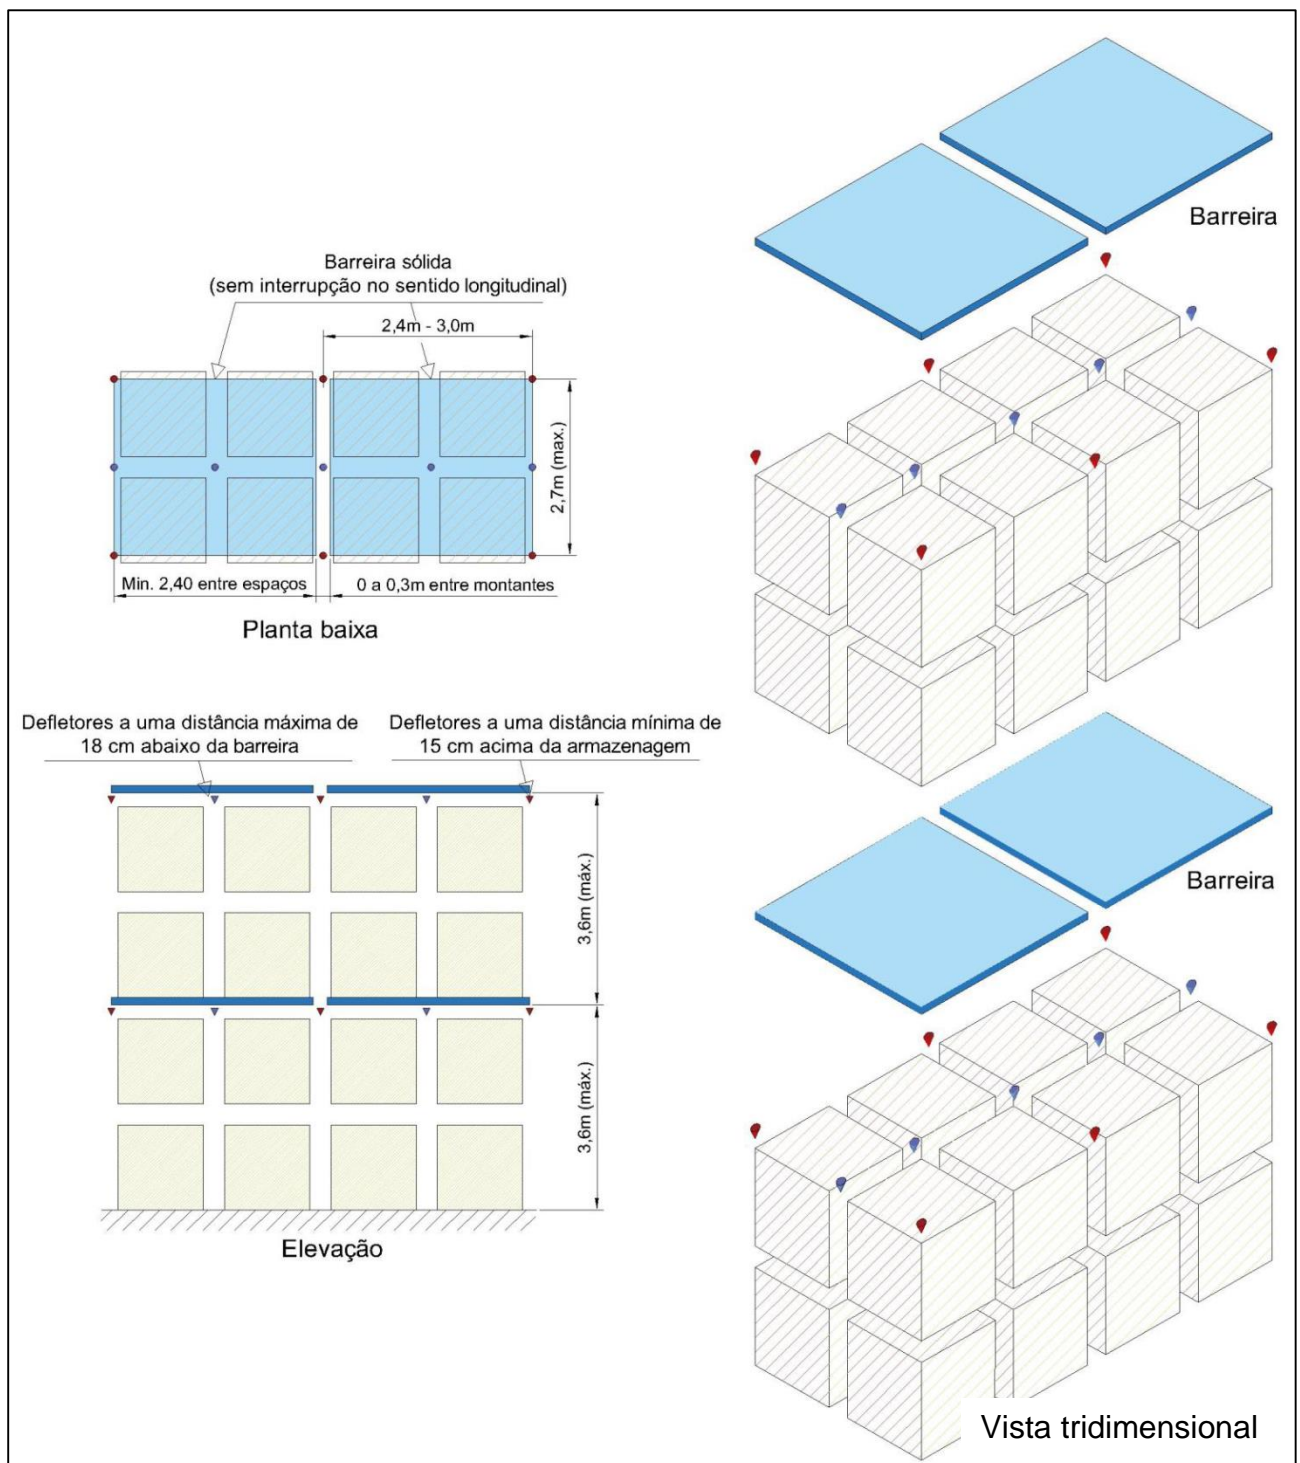 Barreira
Barreira sólida
(sem interrupção no sentido longitudinal)
2,4m - 3,0m
2,7m (max.)
Min. 2,40 entre espaços
0 a 0,3m entre montantes
Planta baixa
Defletores a uma distância máxima de
18 cm abaixo da barreira
Defletores a uma distância mínima de
15 cm acima da armazenagem
3,6m (máx.)
3,6m (máx.)
Elevação
Barreira
Vista tridimensional